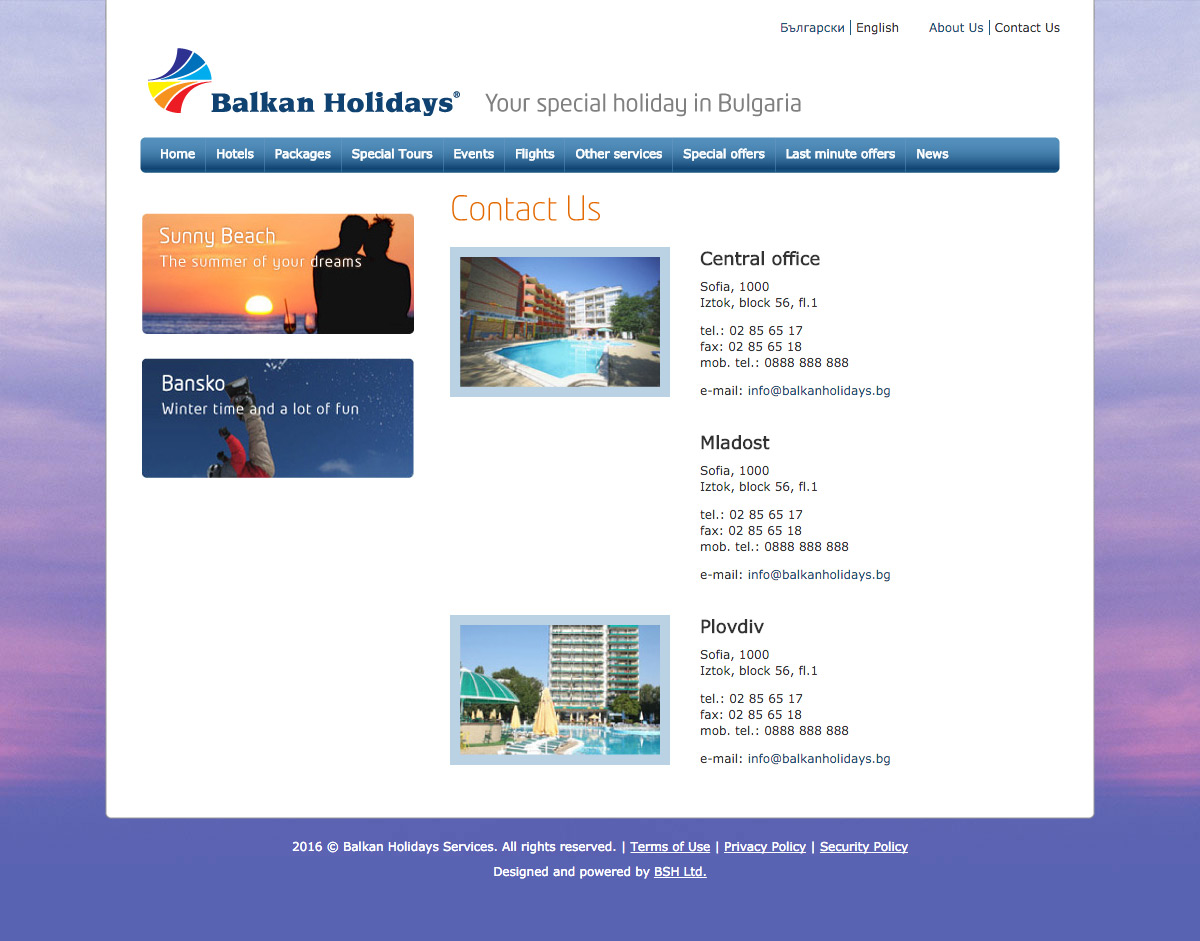 Български | English About Us | Contact Us
Balkan Holidays® Your special holiday in Bulgaria
Home Hotels Packages Special Tours Events Flights Other services Special offers Last minute offers News
Sunny Beach
The summer of your dreams
Bansko
Winter time and a lot of fun
Contact Us
Central office
Sofia, 1000
Iztok, block 56, fl.1
tel.: 02 85 65 17
fax: 02 85 65 18
mob. tel.: 0888 888 888
e-mail: info@balkanholidays.bg
Mladost
Sofia, 1000
Iztok, block 56, fl.1
tel.: 02 85 65 17
fax: 02 85 65 18
mob. tel.: 0888 888 888
e-mail: info@balkanholidays.bg
Plovdiv
Sofia, 1000
Iztok, block 56, fl.1
tel.: 02 85 65 17
fax: 02 85 65 18
mob. tel.: 0888 888 888
e-mail: info@balkanholidays.bg
2016 © Balkan Holidays Services. All rights reserved. | Terms of Use | Privacy Policy | Security Policy
Designed and powered by BSH Ltd.